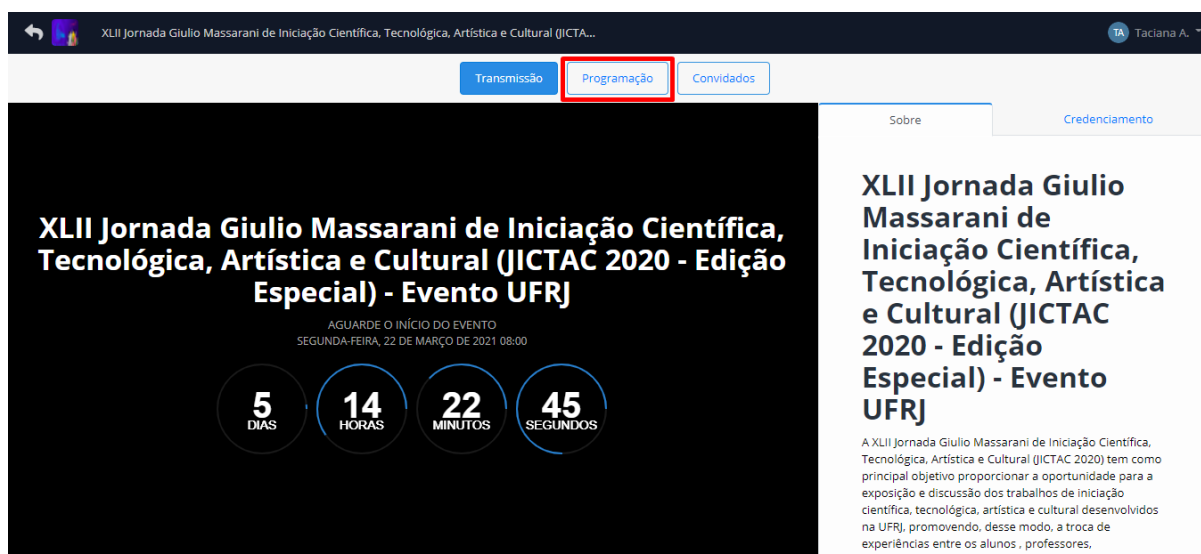 XLII Jornada Giulio Massarani de Iniciação Científica, Tecnológica, Artística e Cultural (JICTA...
TA Taciana A.
Transmissão Programação Convidados
XLII Jornada Giulio Massarani de Iniciação Científica,
Tecnológica, Artística e Cultural (JICTAC 2020 - Edição
Especial) - Evento UFRJ
AGUARDE O INÍCIO DO EVENTO
SEGUNDA-FEIRA, 22 DE MARÇO DE 2021 08:00
5 14 22 45
DIAS HORAS MINUTOS SEGUNDOS
Sobre Credenciamento
XLII Jornada Giulio
Massarani de
Iniciação Científica,
Tecnológica, Artística
e Cultural (JICTAC
2020 - Edição
Especial) - Evento
UFRJ
A XLII Jornada Giulio Massarani de Iniciação Científica,
Tecnológica, Artística e Cultural (JICTAC 2020) tem como
principal objetivo proporcionar a oportunidade para a
exposição e discussão dos trabalhos de iniciação
científica, tecnológica, artística e cultural desenvolvidos
na UFRJ, promovendo, desse modo, a troca de
experiências entre os alunos , professores,